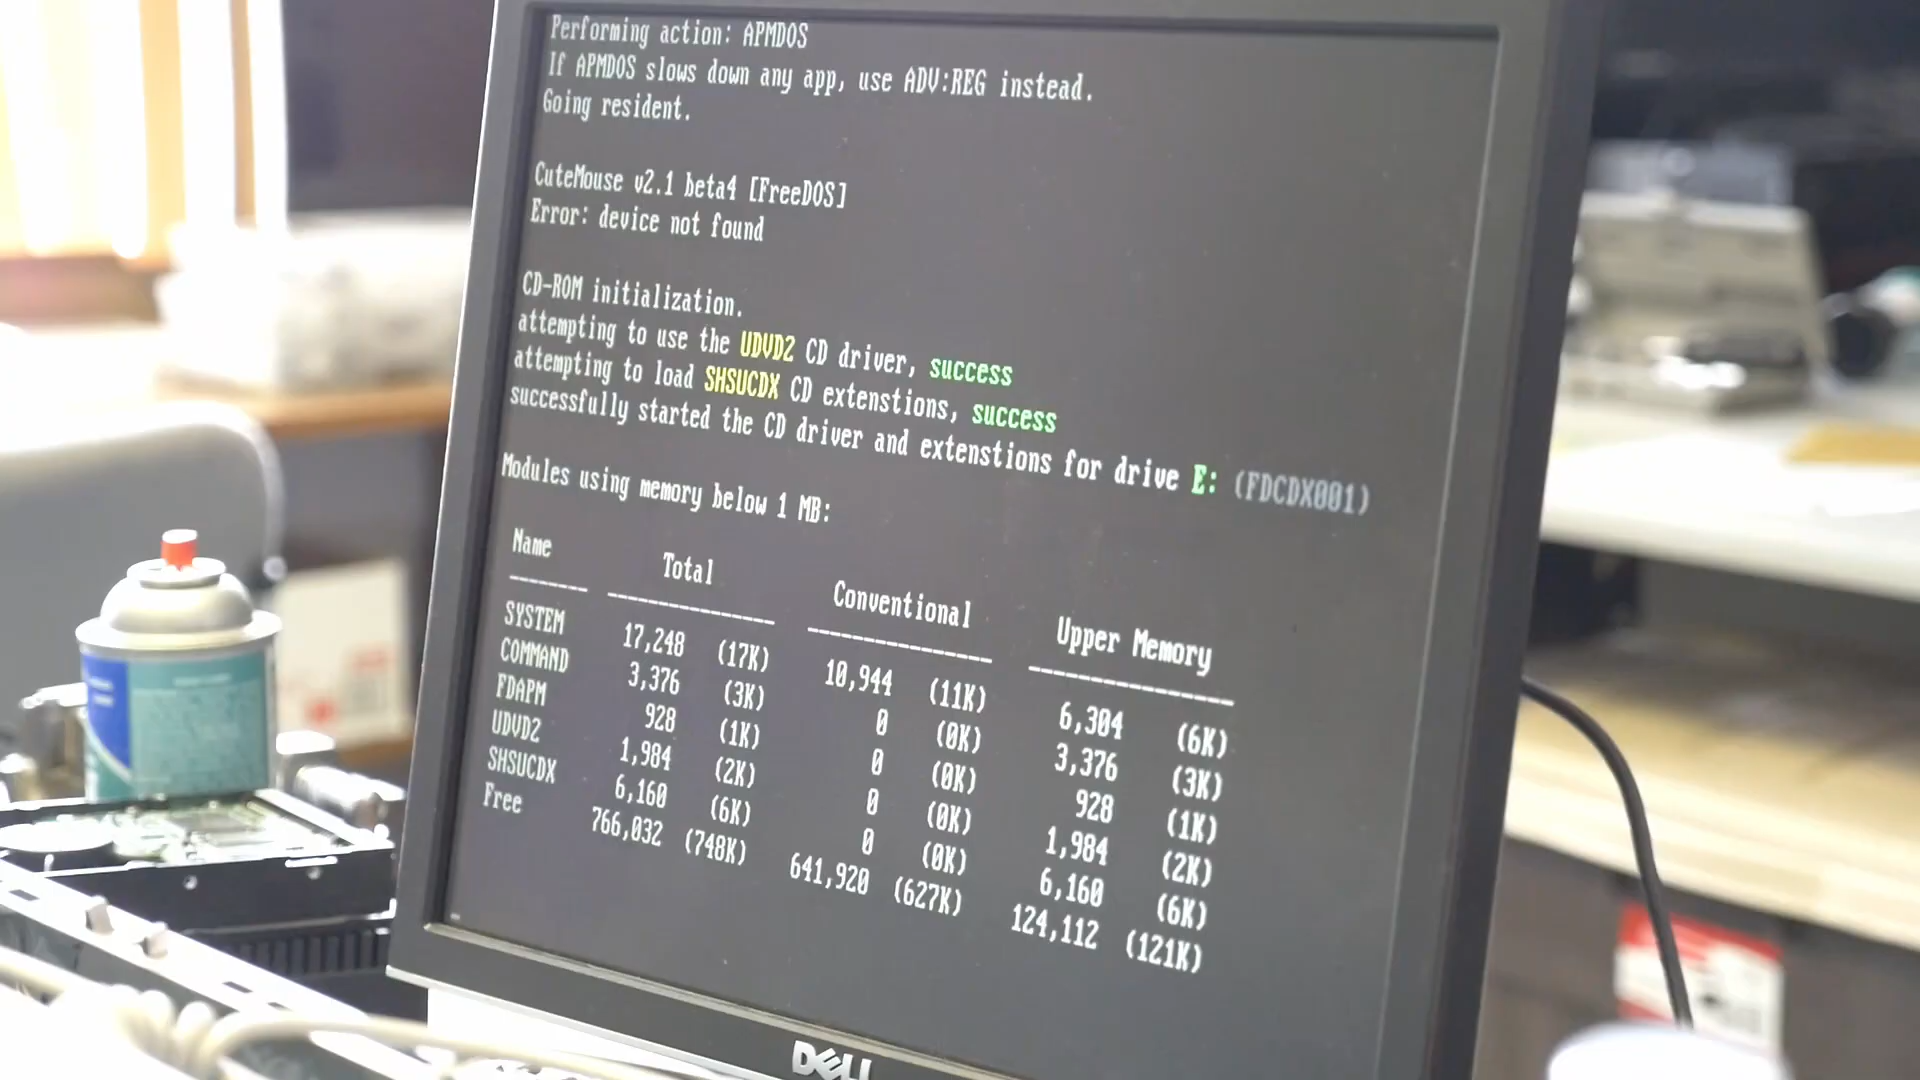 Performing action: APMDOS
If APMDOS slows down any app, use ADV:REG instead.
Going resident.
CuteMouse v2.1 beta4 [FreeDOS]
Error: device not found
CD-ROM initialization.
attempting to use the UDVD2 CD driver, success
attempting to load SHSUCDX CD extenstions, success
successfully started the CD driver and extenstions for drive E: (FDCDX001)
Modules using memory below 1 MB:
Name Total Conventional Upper Memory
SYSTEM 17,248 (17K) 10,944 (11K) 6,304 (6K)
COMMAND 3,376 (3K) 0 (0K) 3,376 (3K)
FDAPM 928 (1K) 0 (0K) 928 (1K)
UDVD2 1,984 (2K) 0 (0K) 1,984 (2K)
SHSUCDX 6,160 (6K) 0 (0K) 6,160 (6K)
Free 766,032 (748K) 641,920 (627K) 124,112 (121K)
DELL